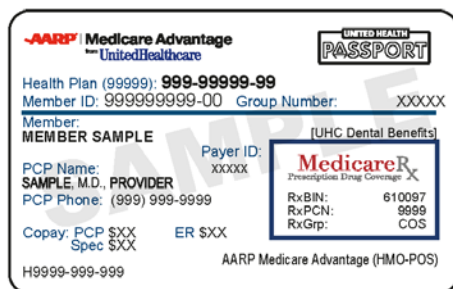 AARP | Medicare Advantage
from UnitedHealthcare
UNITED HEALTH
PASSPORT
Health Plan (99999): 999-99999-99
Member ID: 999999999-00 Group Number: XXXXX
Member:
MEMBER SAMPLE
[UHC Dental Benefits]
Payer ID:
XXXXX
PCP Name:
SAMPLE, M.D., PROVIDER
PCP Phone: (999) 999-9999
MedicareRx
Prescription Drug Coverage
RxBIN: 610097
RxPCN: 9999
RxGrp: COS
Copay: PCP $XX ER $XX
Spec $XX
AARP Medicare Advantage (HMO-POS)
H9999-999-999
SAMPLE